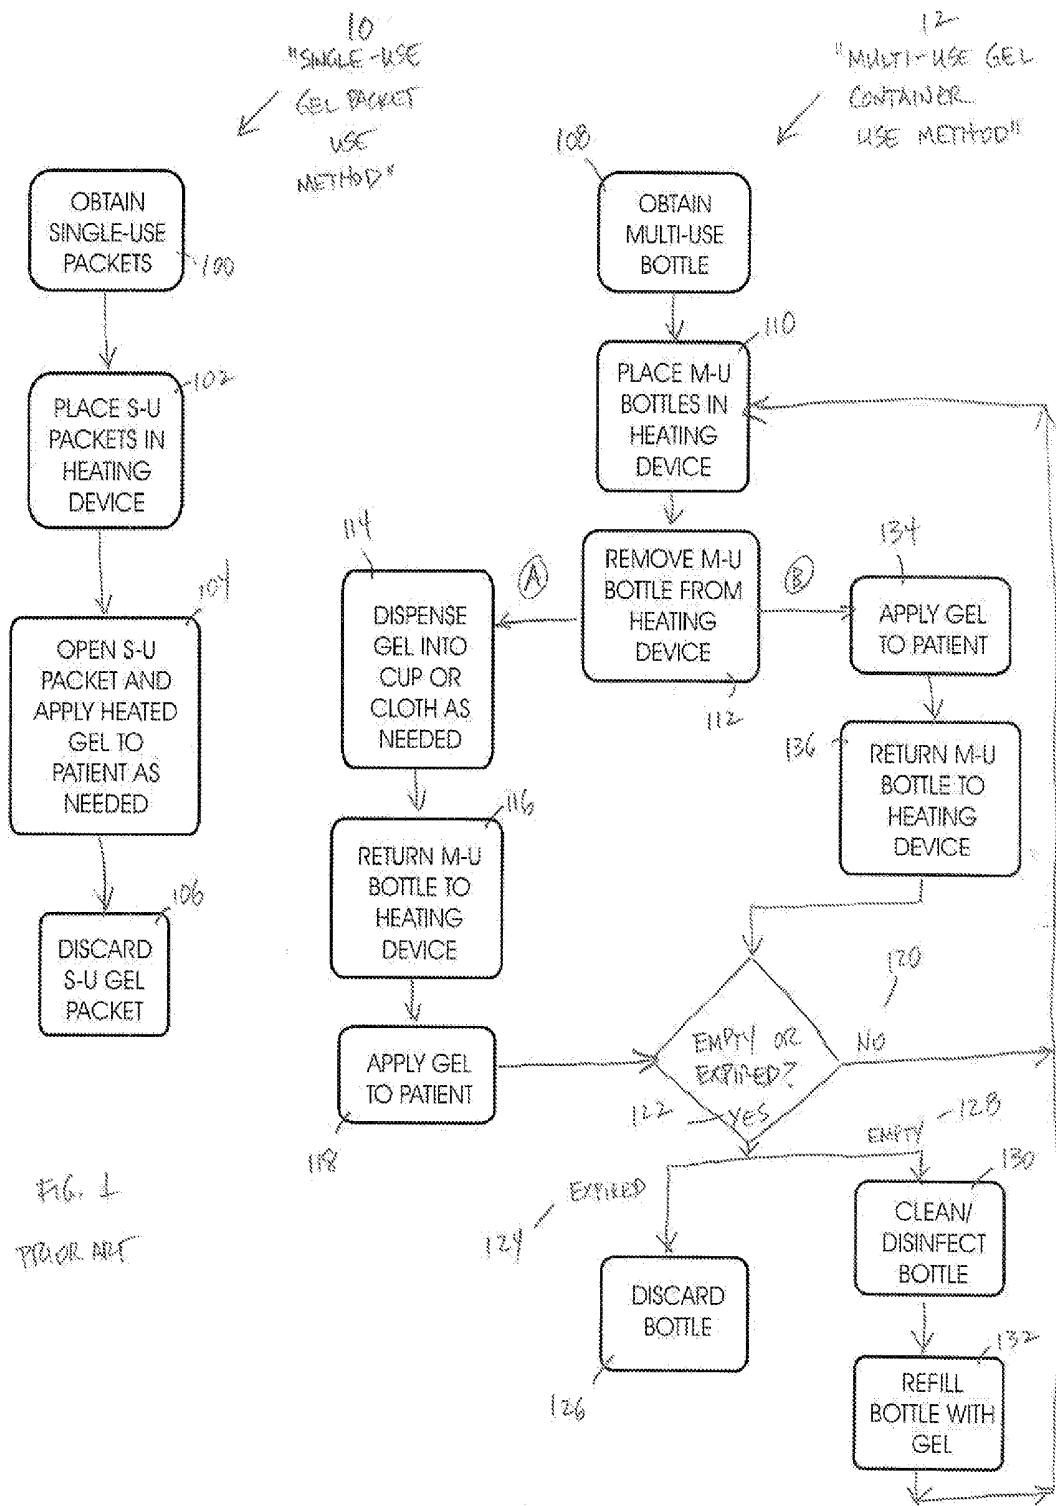 10
"SINGLE-USE
GEL PACKET
USE
METHOD"
OBTAIN
SINGLE-USE
PACKETS
100
102
PLACE S-U
PACKETS IN
HEATING
DEVICE
104
OPEN S-U
PACKET AND
APPLY HEATED
GEL TO
PATIENT AS
NEEDED
106
DISCARD
S-U GEL
PACKET
12
"MULTI-USE GEL
CONTAINER
USE METHOD"
108
OBTAIN
MULTI-USE
BOTTLE
110
PLACE M-U
BOTTLES IN
HEATING
DEVICE
REMOVE M-U
BOTTLE FROM
HEATING
DEVICE
112
A
114
DISPENSE
GEL INTO
CUP OR
CLOTH AS
NEEDED
116
RETURN M-U
BOTTLE TO
HEATING
DEVICE
APPLY GEL
TO PATIENT
118
B
134
APPLY GEL
TO PATIENT
136
RETURN M-U
BOTTLE TO
HEATING
DEVICE
EMPTY OR
EXPIRED?
120
NO
122
YES
EXPIRED
124
DISCARD
BOTTLE
126
EMPTY
128
130
CLEAN/
DISINFECT
BOTTLE
132
REFILL
BOTTLE WITH
GEL
FIG. 1
PRIOR ART